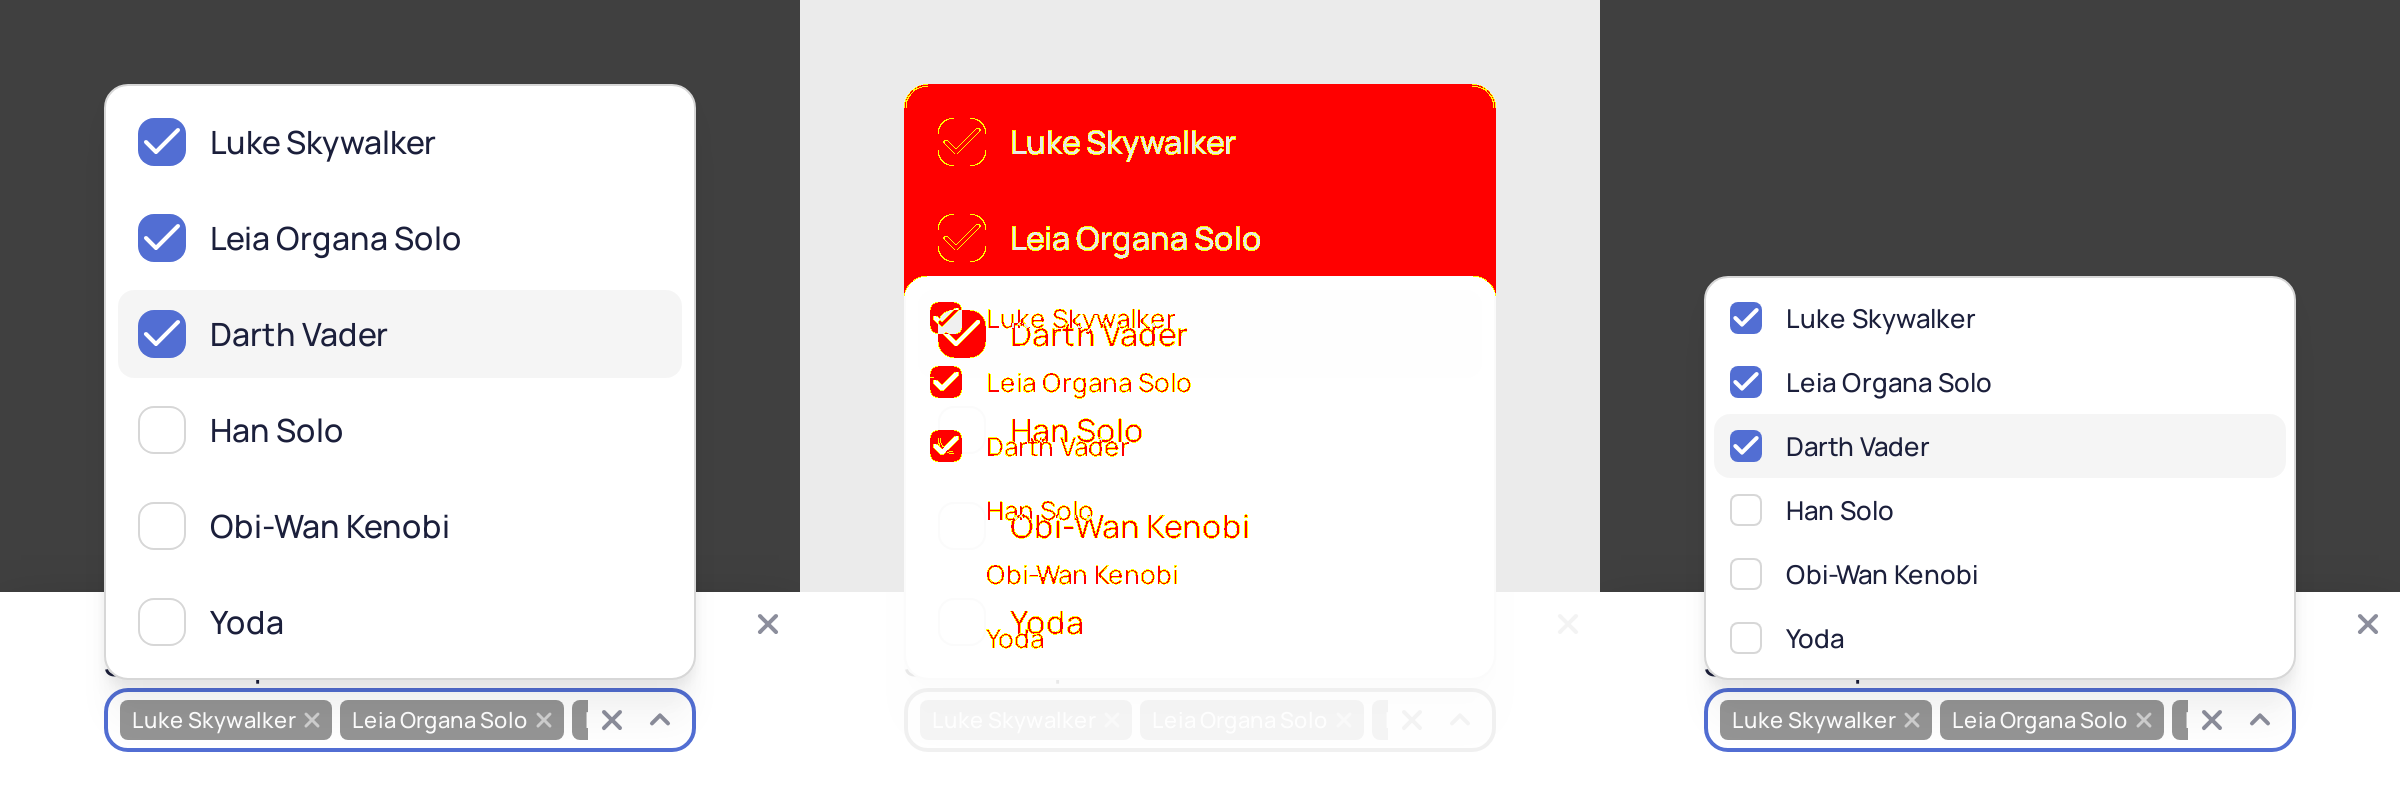 Luke Skywalker
Leia Organa Solo
Darth Vader
Han Solo
Obi-Wan Kenobi
Yoda
Luke Skywalker Leia Organa Solo
Luke Skywalker
Leia Organa Solo
Luke Skywalker
Darth Vader
Leia Organa Solo
Han Solo
Darth Vader
Han Solo
Obi-Wan Kenobi
Obi-Wan Kenobi
Yoda
Yoda
Luke Skywalker Leia Organa Solo
Luke Skywalker
Leia Organa Solo
Darth Vader
Han Solo
Obi-Wan Kenobi
Yoda
Luke Skywalker Leia Organa Solo